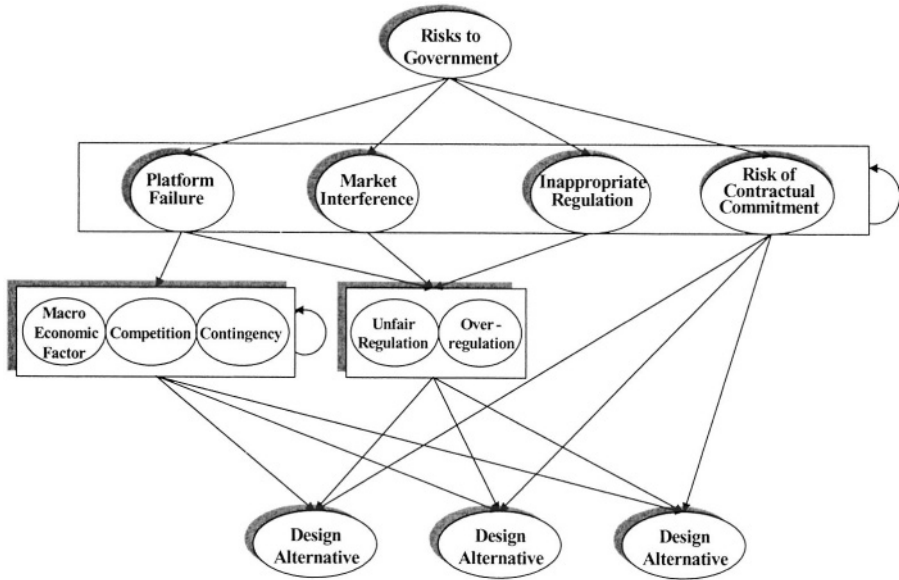 Risks to
Government
Platform
Failure
Market
Interference
Inappropriate
Regulation
Risk of
Contractual
Commitment
Macro
Economic
Factor
Competition
Contingency
Unfair
Regulation
Over -
regulation
Design
Alternative
Design
Alternative
Design
Alternative